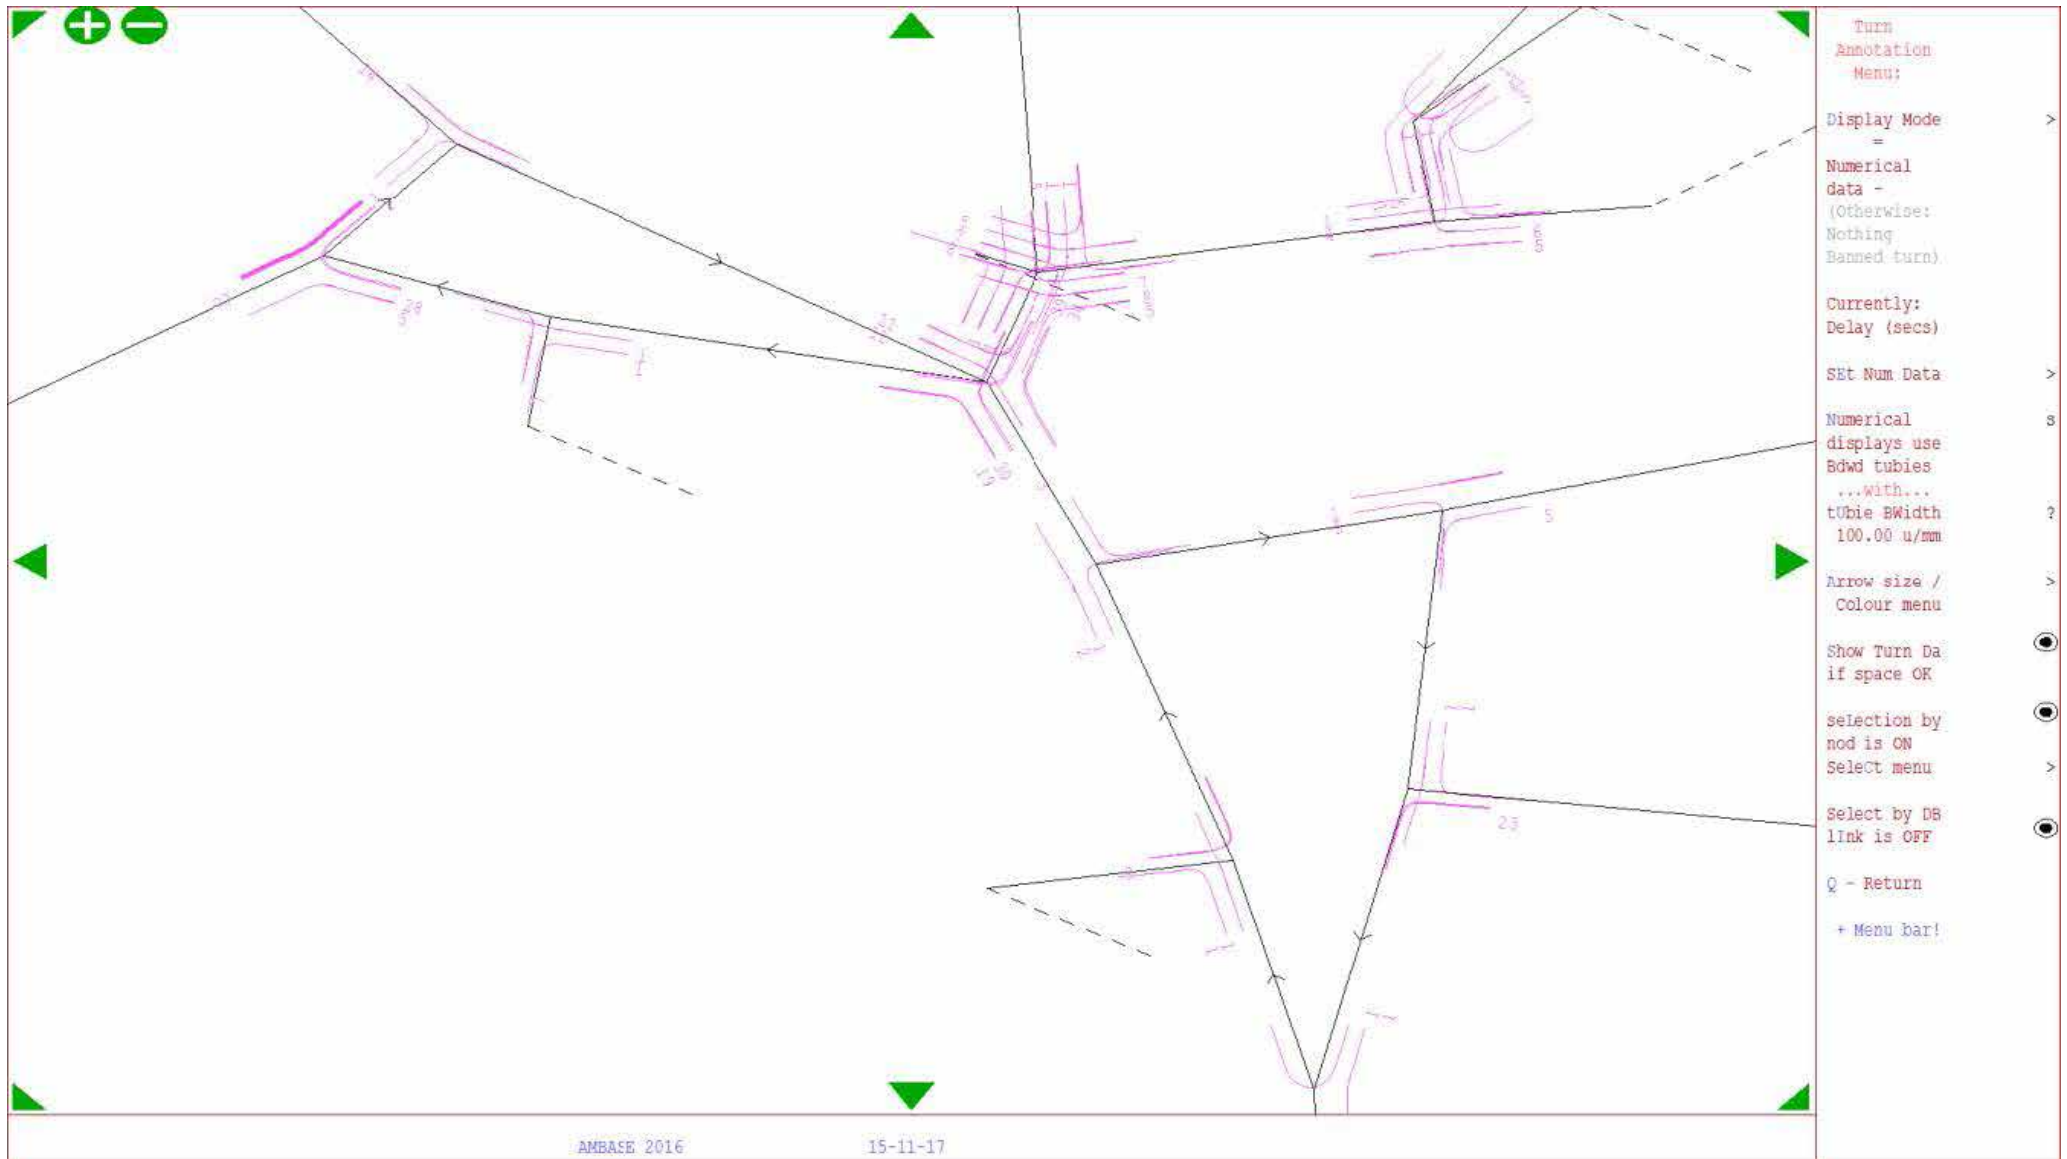 Turn
Annotation
Menu:
Display Mode >
=
Numerical
data -
(Otherwise:
Nothing
Banned turn)
Currently:
Delay (secs)
SEt Num Data >
Numerical s
displays use
Bdwd tubies
...with...
tUbie BWidth ?
100.00 u/mm
Arrow size / >
Colour menu
Show Turn Da
if space OK
seLection by
nod is ON
SeleCt menu >
Select by DB
lInk is OFF
Q - Return
+ Menu bar!
5
23
AMBASE 2016 15-11-17